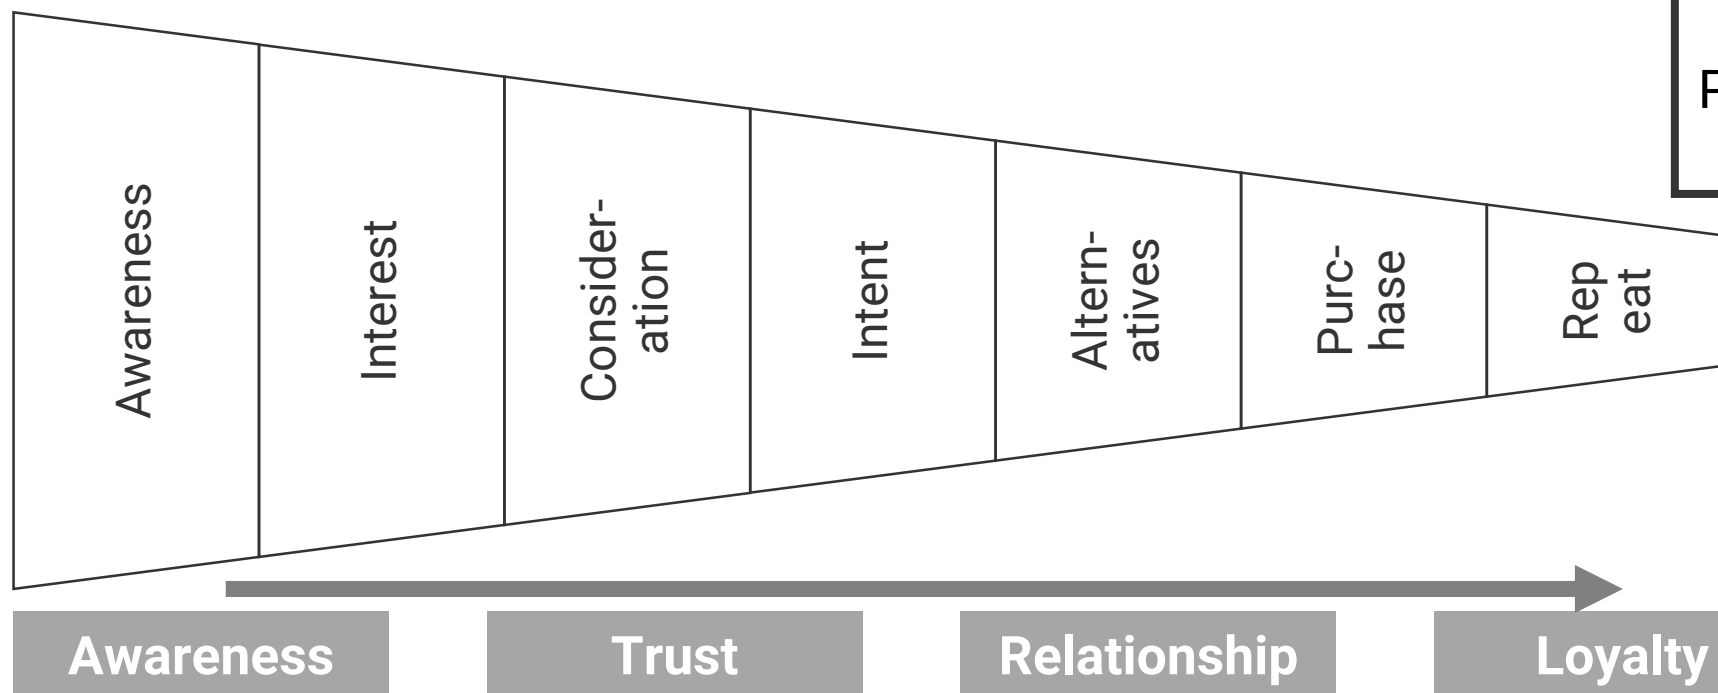 Awareness
Interest
Consider-
ation
Intent
Altern-
atives
Purc-
hase
Rep
eat
Awareness
Trust
Relationship
Loyalty